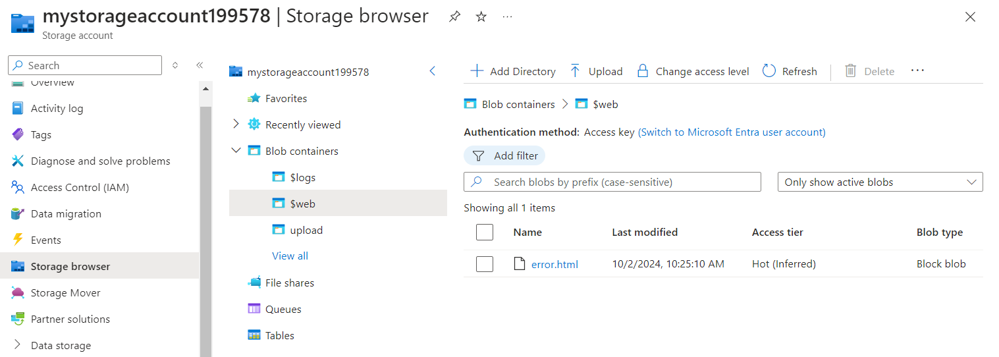 mystorageaccount199578 | Storage browser
Storage account
Search
Overview
Activity log
Tags
Diagnose and solve problems
Access Control (IAM)
Data migration
Events
Storage browser
Storage Mover
Partner solutions
Data storage
mystorageaccount199578
Favorites
Recently viewed
Blob containers
$logs
$web
upload
View all
File shares
Queues
Tables
Add Directory Upload Change access level Refresh Delete
Blob containers > $web
Authentication method: Access key (Switch to Microsoft Entra user account)
Add filter
Search blobs by prefix (case-sensitive) Only show active blobs
Showing all 1 items
Name Last modified Access tier Blob type
error.html 10/2/2024, 10:25:10 AM Hot (Inferred) Block blob